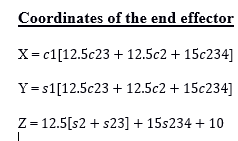 Coordinates of the end effector
X = c1[12.5c23 + 12.5c2 + 15c234]
Y = s1[12.5c23 + 12.5c2 + 15c234]
Z = 12.5[s2 + s23] + 15s234 + 10